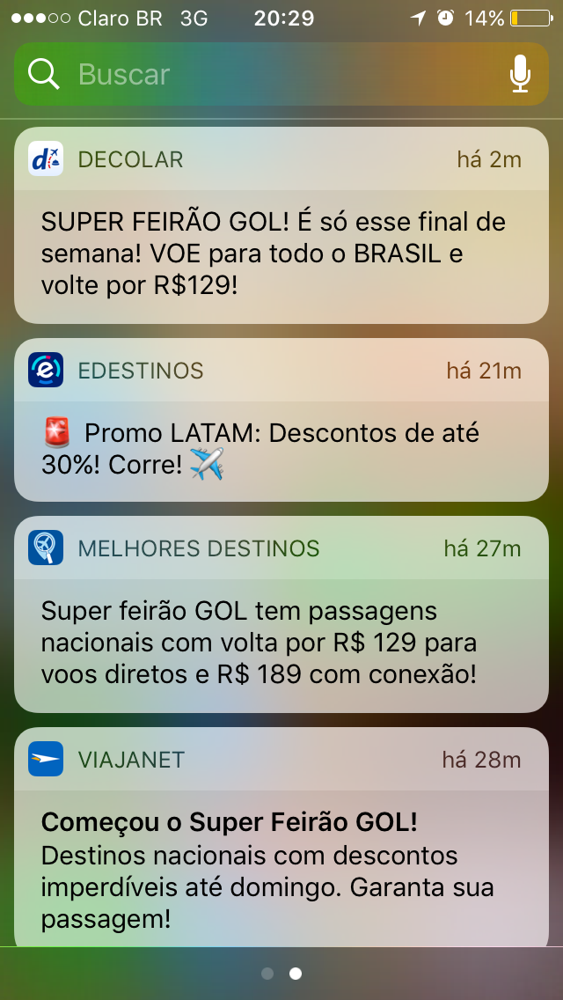 Claro BR 3G 20:29 14%
Buscar
DECOLAR há 2m
SUPER FEIRÃO GOL! É só esse final de
semana! VOE para todo o BRASIL e
volte por R$129!
EDESTINOS há 21m
🚨 Promo LATAM: Descontos de até
30%! Corre! ✈️
MELHORES DESTINOS há 27m
Super feirão GOL tem passagens
nacionais com volta por R$ 129 para
voos diretos e R$ 189 com conexão!
VIAJANET há 28m
Começou o Super Feirão GOL!
Destinos nacionais com descontos
imperdíveis até domingo. Garanta sua
passagem!